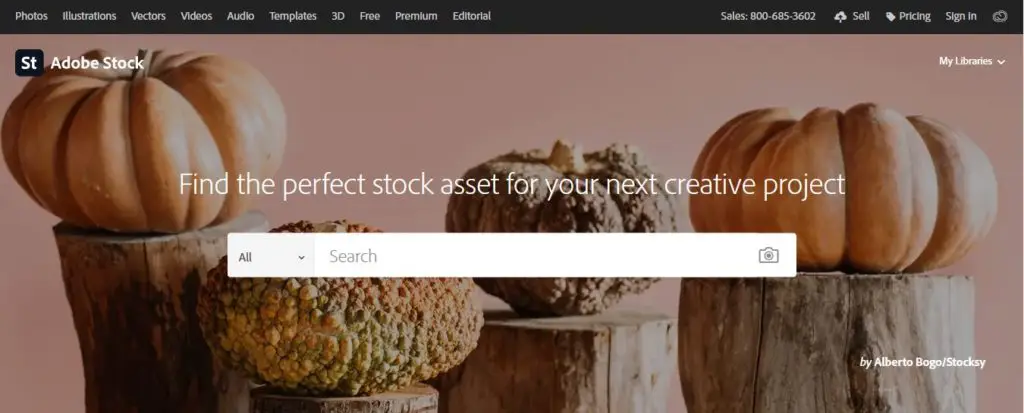 Photos Illustrations Vectors Videos Audio Templates 3D Free Premium Editorial Sales: 800-685-3602 Sell Pricing Sign In
St Adobe Stock My Libraries
Find the perfect stock asset for your next creative project
All Search
by Alberto Bogo/Stocksy